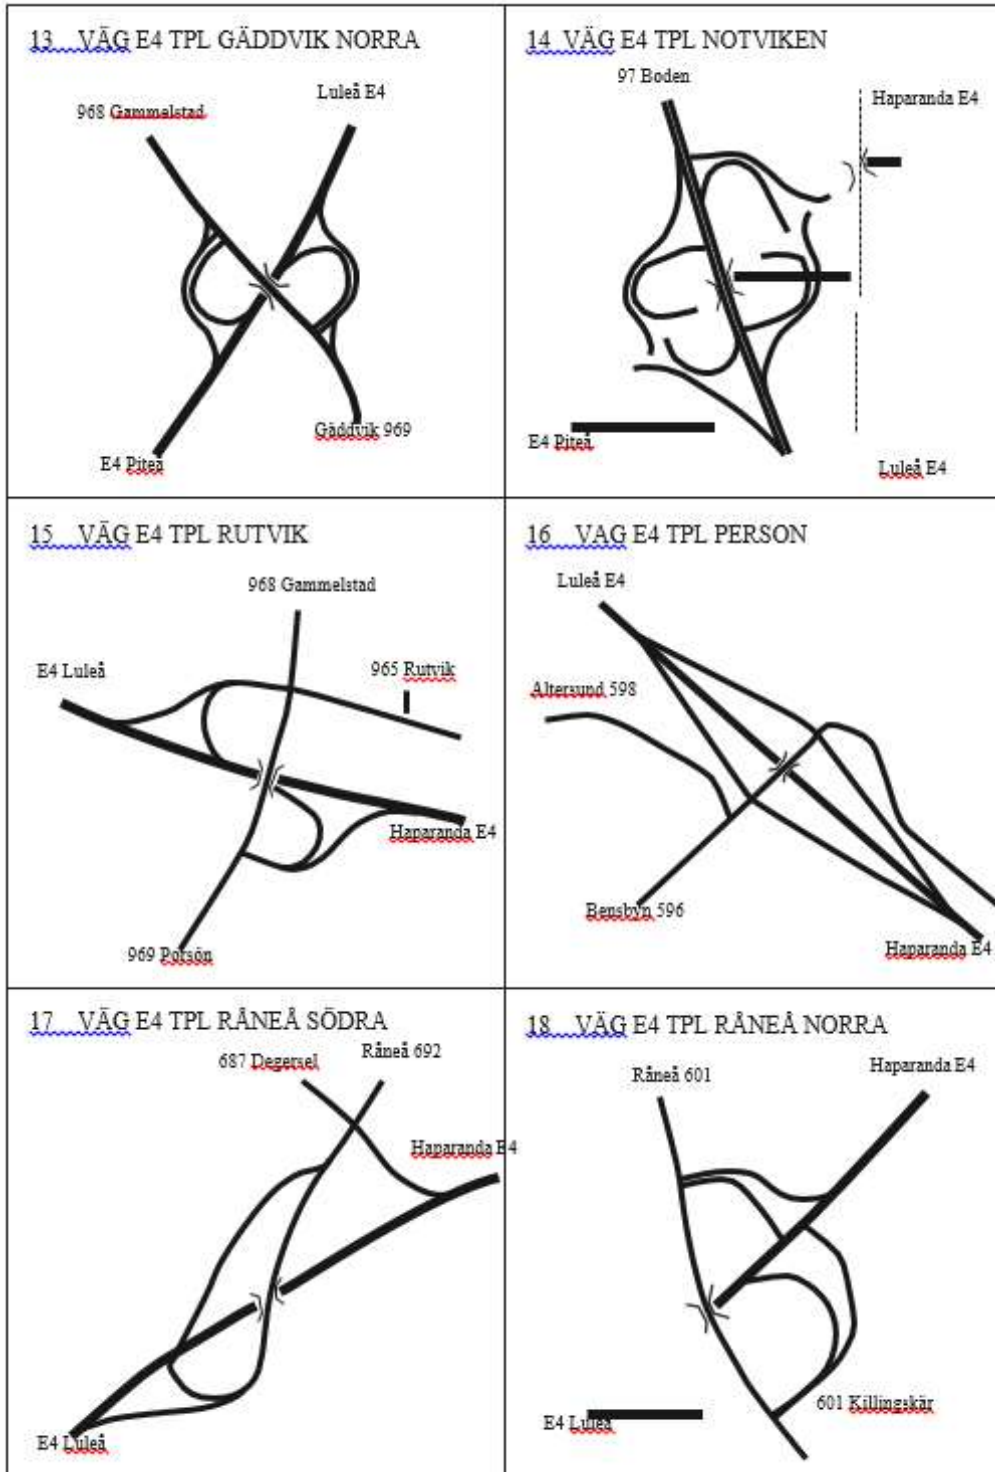 13 VÄG E4 TPL GÄDDVIK NORRA
Luleå E4
968 Gammelstad
Gäddvik 969
E4 Piteå
14 VÄG E4 TPL NOTVIKEN
97 Boden
Haparanda E4
E4 Piteå
Luleå E4
15 VÄG E4 TPL RUTVIK
968 Gammelstad
E4 Luleå
965 Rutvik
Haparanda E4
969 Porsön
16 VAG E4 TPL PERSON
Luleå E4
Altersund 598
Bensbyn 596
Haparanda E4
17 VÄG E4 TPL RÅNEÅ SÖDRA
Råneå 692
687 Degersel
Haparanda E4
E4 Luleå
18 VÄG E4 TPL RÅNEÅ NORRA
Haparanda E4
Råneå 601
601 Killingskär
E4 Luleå